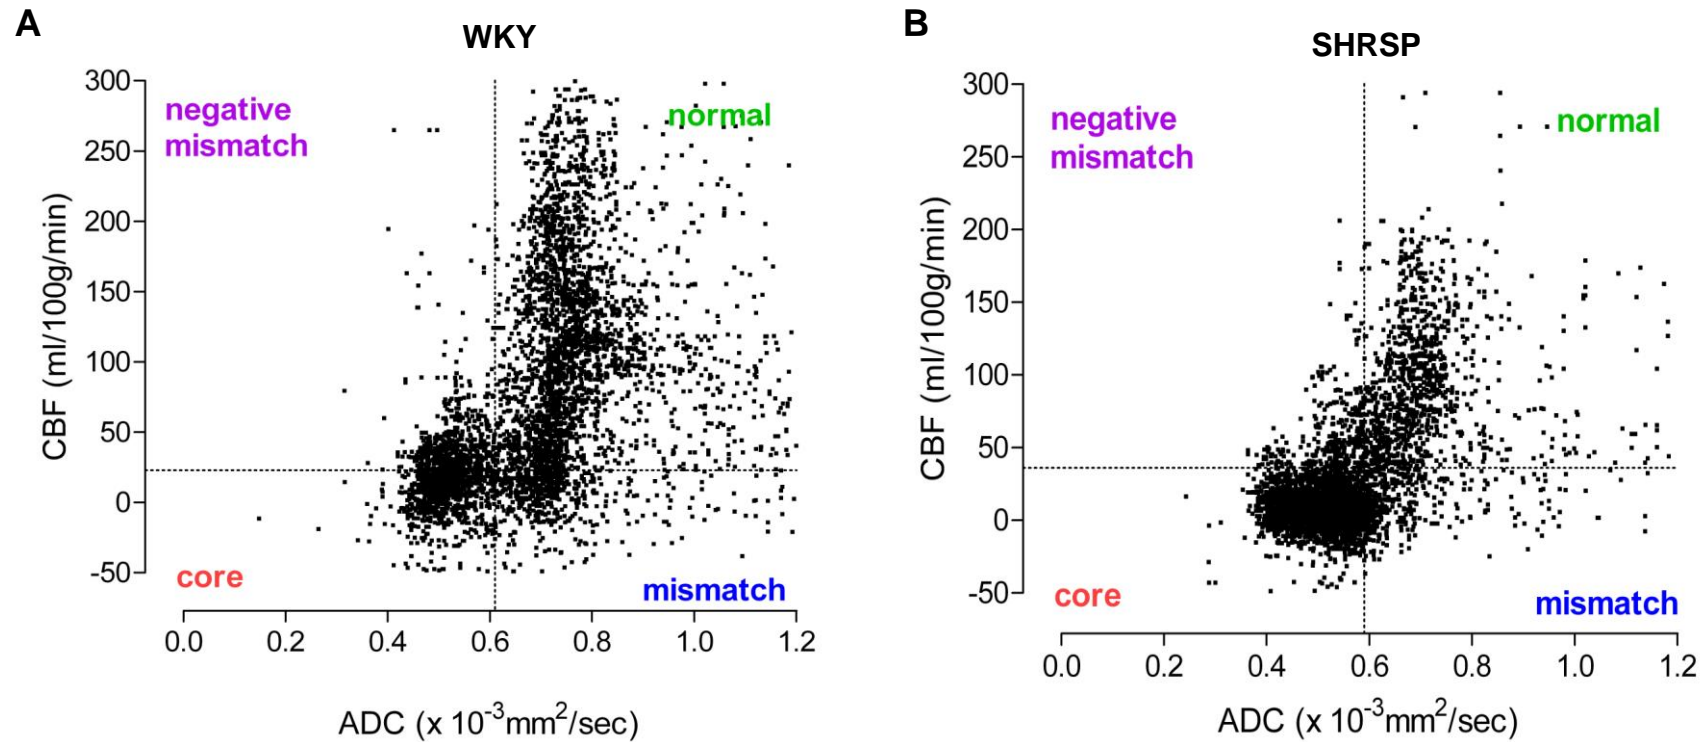 A
WKY
300
250
200
150
100
50
0
-50
CBF (ml/100g/min)
negative
mismatch
normal
core
mismatch
0.0 0.2 0.4 0.6 0.8 1.0 1.2
ADC (x 10⁻³mm²/sec)
B
SHRSP
300
250
200
150
100
50
0
-50
CBF (ml/100g/min)
negative
mismatch
normal
core
mismatch
0.0 0.2 0.4 0.6 0.8 1.0 1.2
ADC (x 10⁻³mm²/sec)